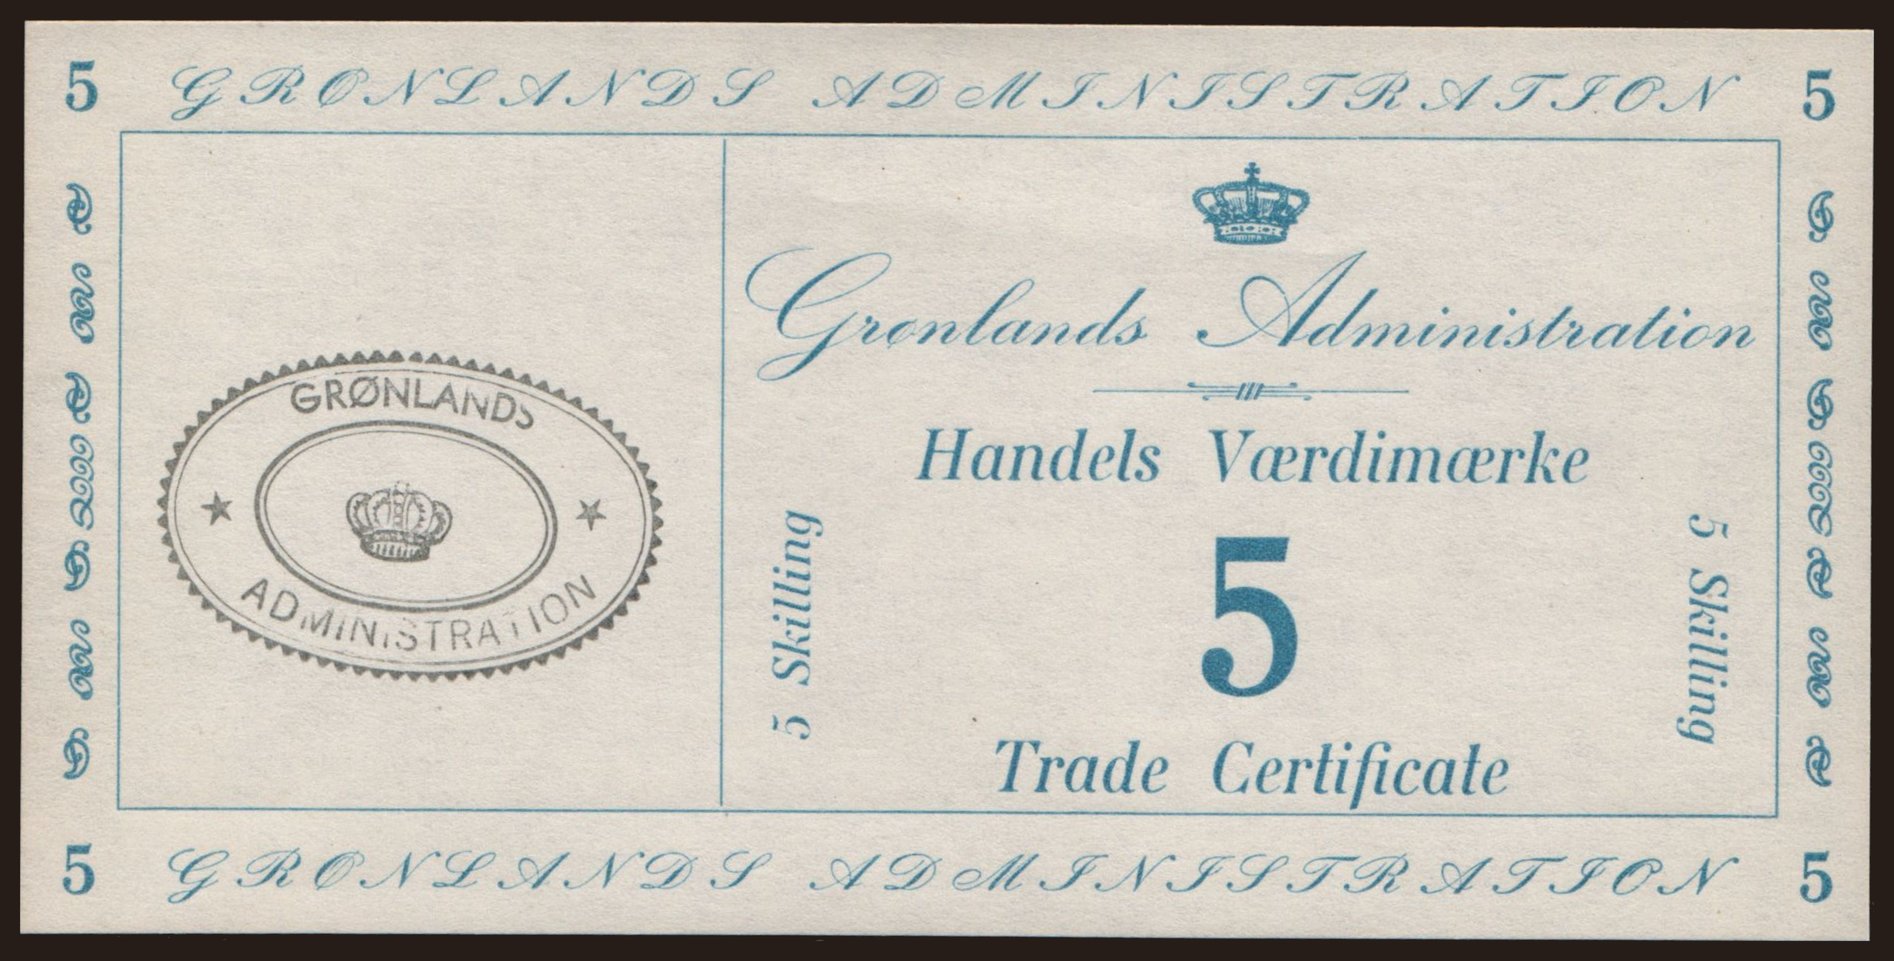 5 GRØNLANDS ADMINISTRATION 5
Grønlands Administration
Handels Værdimærke
5
Trade Certificate
5 Skilling
5 Skilling
GRØNLANDS
ADMINISTRATION
5 GRØNLANDS ADMINISTRATION 5